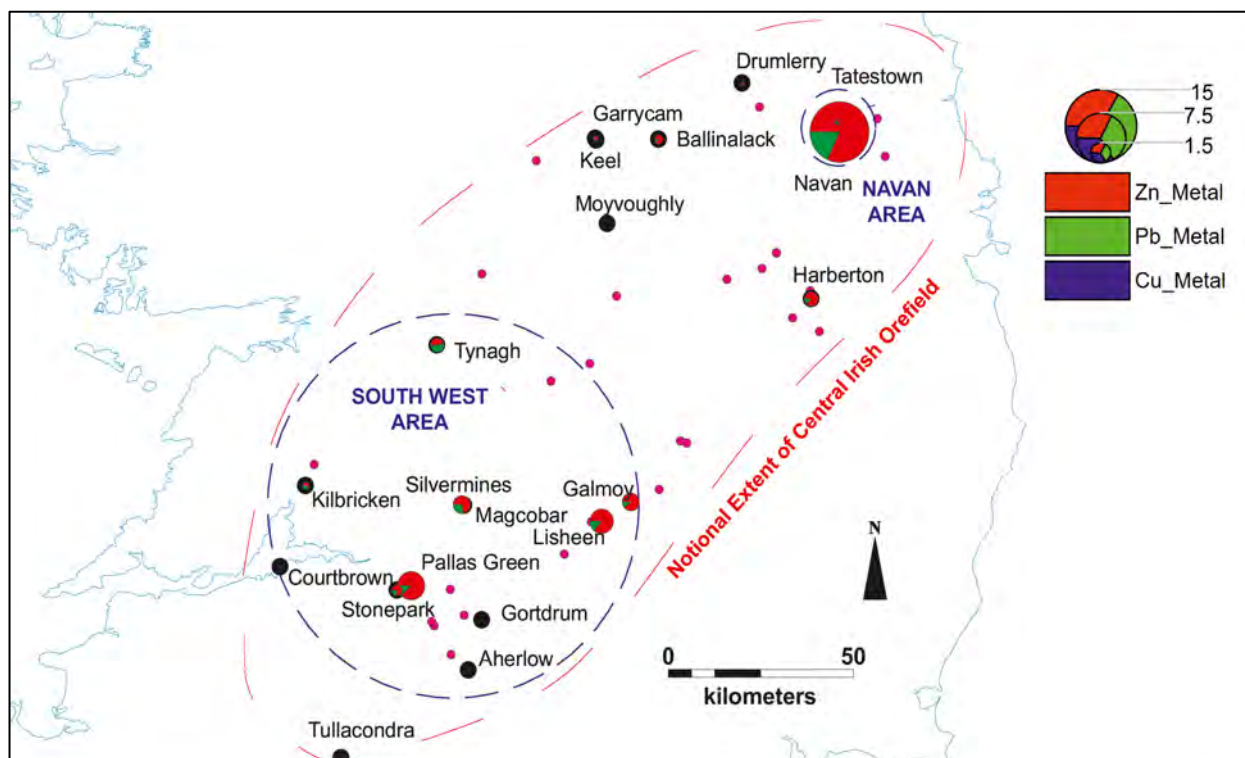 Drumlerry
Tatestown
Garrycam
Ballinalack
Keel
Navan
NAVAN
AREA
Moyvoughly
Harberton
Tynagh
SOUTH WEST
AREA
Notional Extent of Central Irish Orefield
Silvermines
Galmoy
Kilbricken
Magcobar
Lisheen
Pallas Green
Courtbrown
Stonepark
Gortdrum
Aherlow
Tullacondra
15
7.5
1.5
Zn_Metal
Pb_Metal
Cu_Metal
N
0 50
kilometers